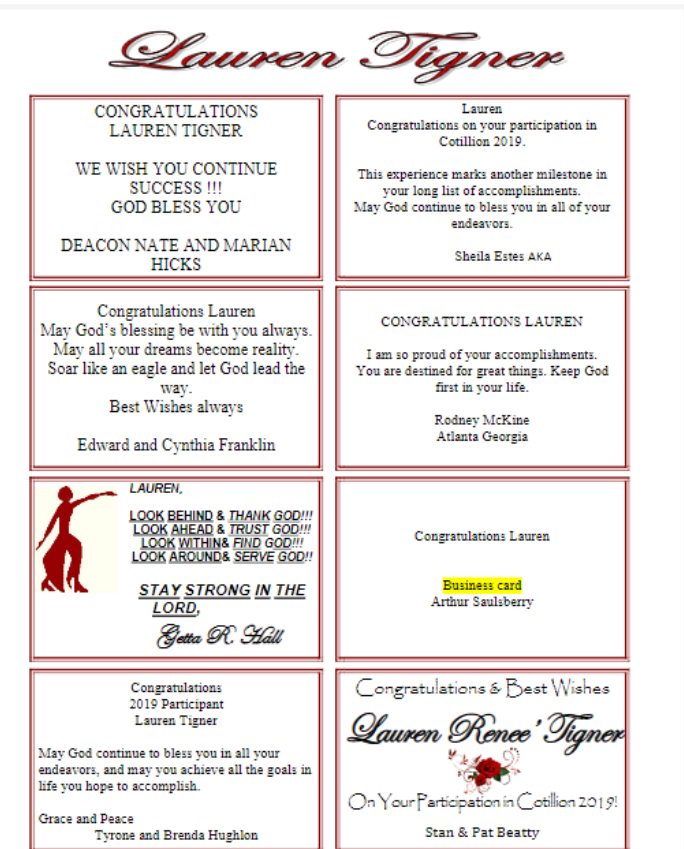 Lauren Tigner
CONGRATULATIONS
LAUREN TIGNER
WE WISH YOU CONTINUE
SUCCESS !!!
GOD BLESS YOU
DEACON NATE AND MARIAN
HICKS
Lauren
Congratulations on your participation in
Cotillion 2019.
This experience marks another milestone in
your long list of accomplishments.
May God continue to bless you in all of your
endeavors.
Sheila Estes AKA
Congratulations Lauren
May God's blessing be with you always.
May all your dreams become reality.
Soar like an eagle and let God lead the
way.
Best Wishes always
Edward and Cynthia Franklin
CONGRATULATIONS LAUREN
I am so proud of your accomplishments.
You are destined for great things. Keep God
first in your life.
Rodney McKine
Atlanta Georgia
LAUREN,
LOOK BEHIND & THANK GOD!!!
LOOK AHEAD & TRUST GOD!!!
LOOK WITHIN& FIND GOD!!!
LOOK AROUND& SERVE GOD!!
STAY STRONG IN THE
LORD,
Getta R. Hall
Congratulations Lauren
Business card
Arthur Saulsberry
Congratulations
2019 Participant
Lauren Tigner
May God continue to bless you in all your
endeavors, and may you achieve all the goals in
life you hope to accomplish.
Grace and Peace
Tyrone and Brenda Hughlon
Congratulations & Best Wishes
Lauren Renee' Tigner
On Your Participation in Cotillion 2019!
Stan & Pat Beatty